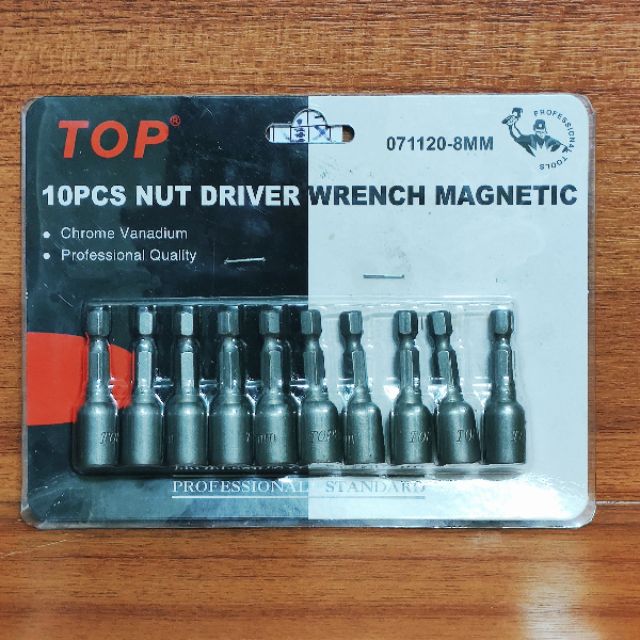 TOP®
071120-8MM
PROFESSIONAL TOOLS
10PCS NUT DRIVER WRENCH MAGNETIC
• Chrome Vanadium
• Professional Quality
TOP
TOP
PROFESSIONAL STANDARD